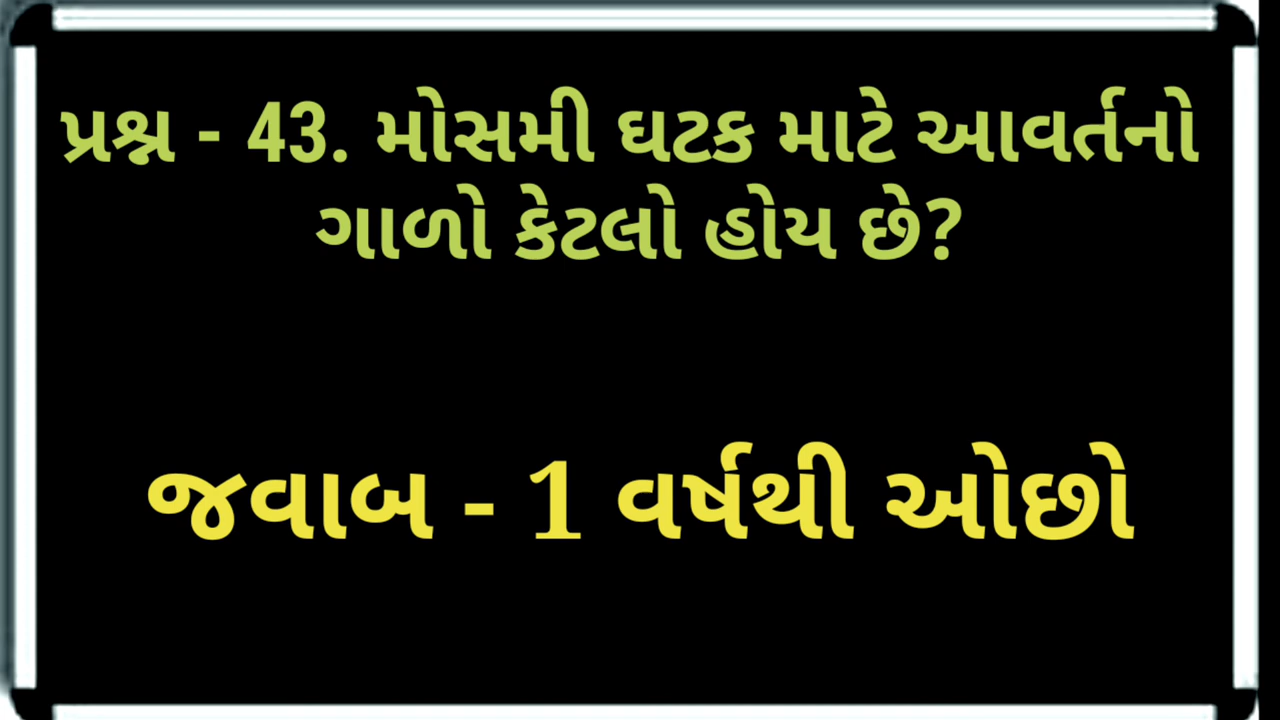 પ્રશ્ન - 43. મોસમી ઘટક માટે આવર્તનો
ગાળો કેટલો હોય છે?
જવાબ - 1 વર્ષથી ઓછો